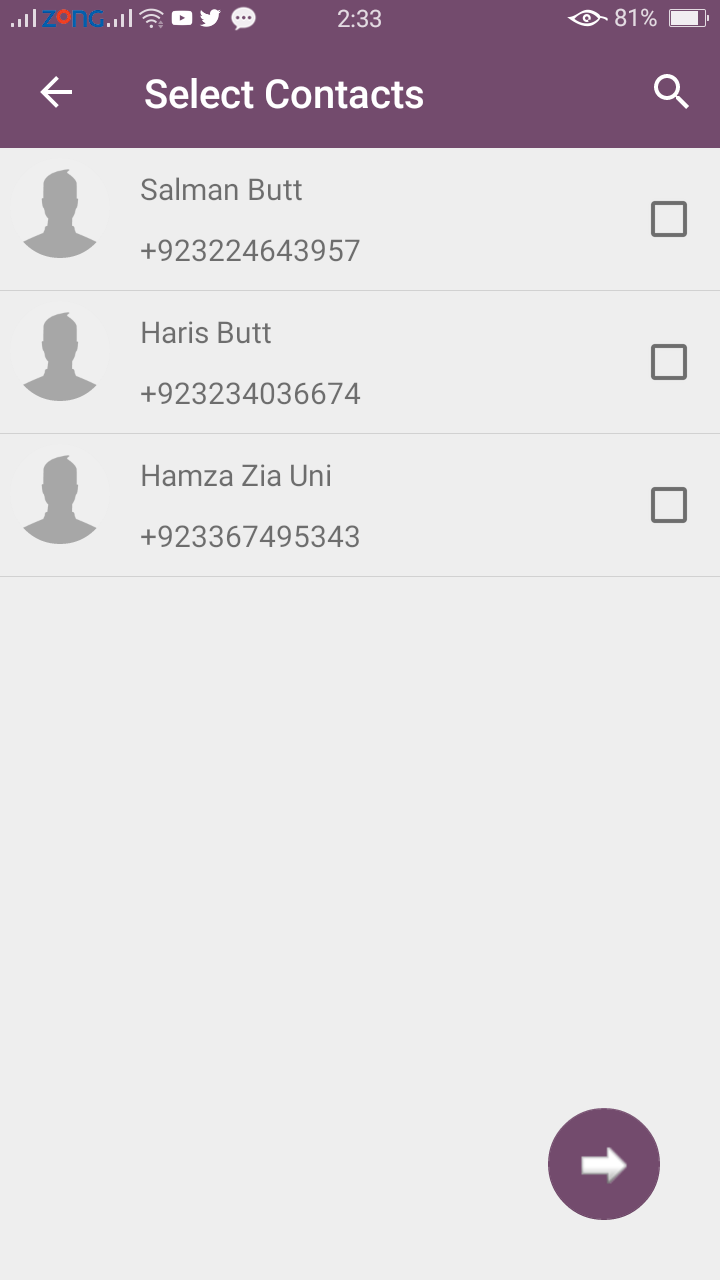 ZONG 2:33 81%
Select Contacts
Salman Butt
+923224643957
Haris Butt
+923234036674
Hamza Zia Uni
+923367495343